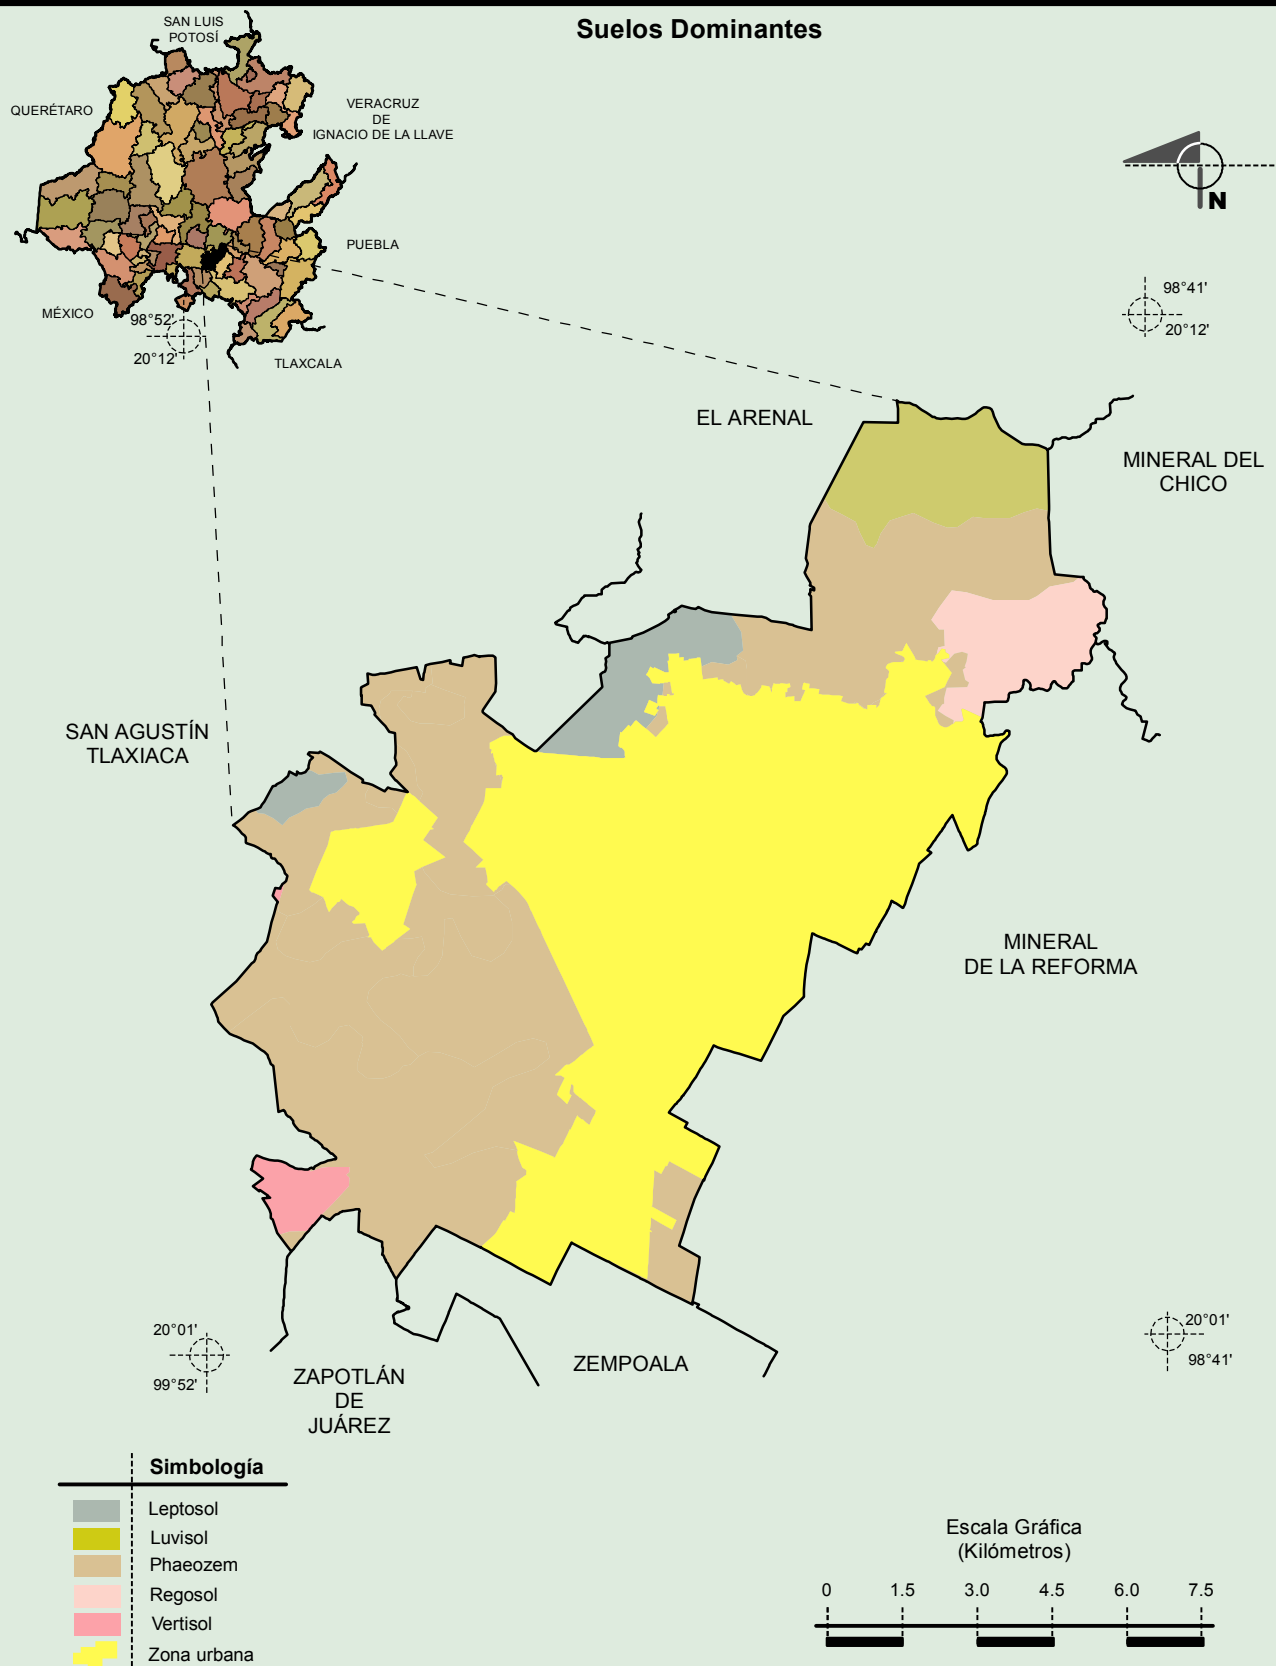 Suelos Dominantes
SAN LUIS
POTOSÍ
QUERÉTARO
VERACRUZ
DE
IGNACIO DE LA LLAVE
PUEBLA
MÉXICO
TLAXCALA
98°52'
20°12'
N
98°41'
20°12'
EL ARENAL
MINERAL DEL
CHICO
SAN AGUSTÍN
TLAXIACA
MINERAL
DE LA REFORMA
20°01'
99°52'
20°01'
98°41'
ZAPOTLÁN
DE
JUÁREZ
ZEMPOALA
Simbología
Leptosol
Luvisol
Phaeozem
Regosol
Vertisol
Zona urbana
Escala Gráfica
(Kilómetros)
0 1.5 3.0 4.5 6.0 7.5